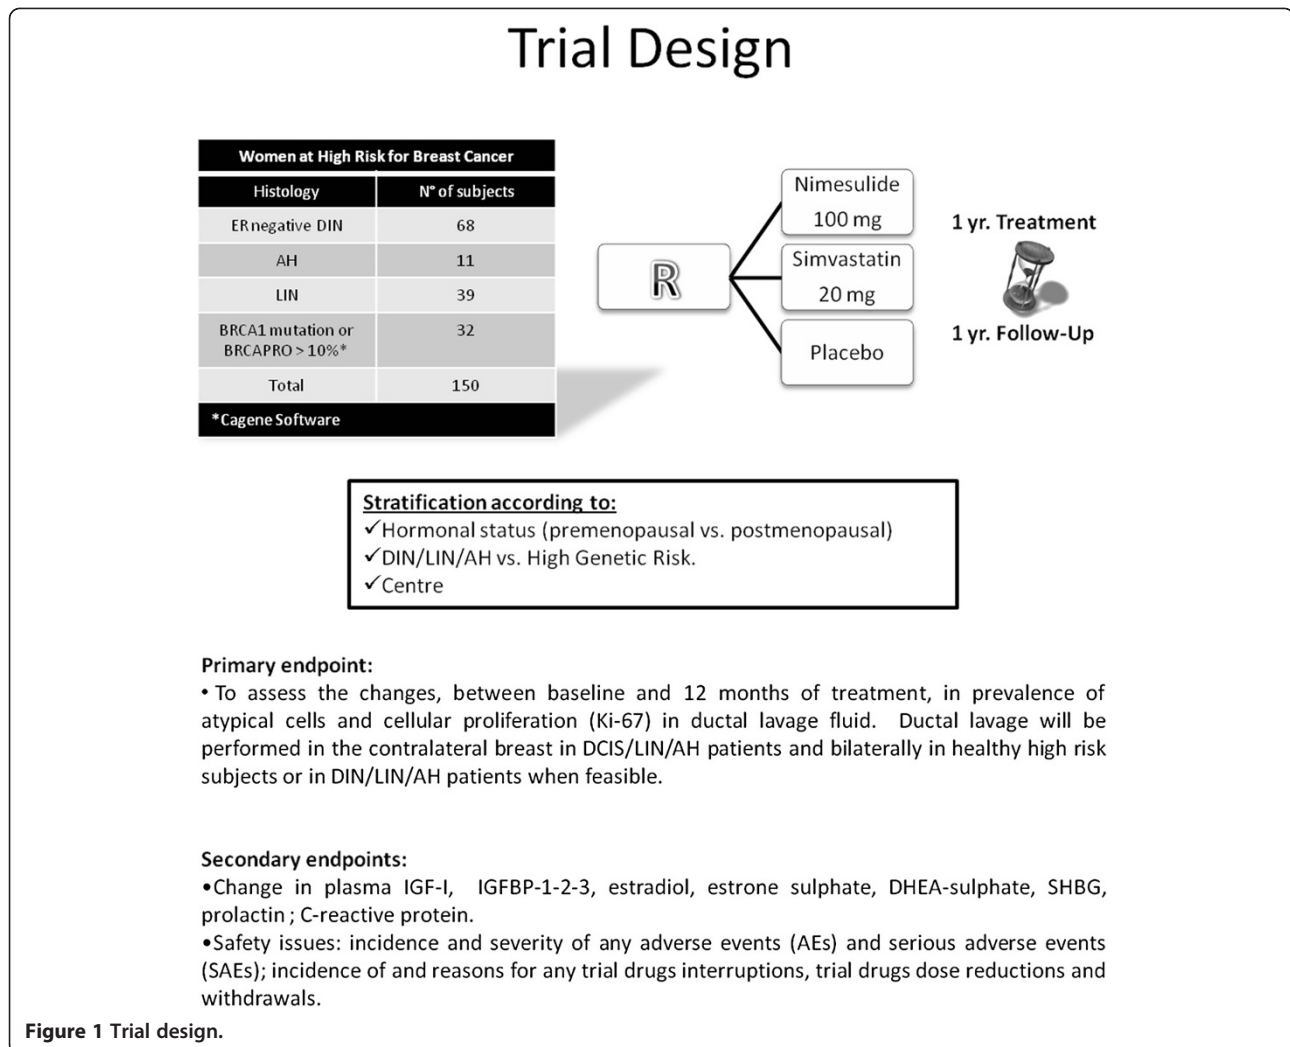 Trial Design
Women at High Risk for Breast Cancer
Histology N° of subjects
ER negative DIN 68
AH 11
LIN 39
BRCA1 mutation or
BRCAPRO > 10%* 32
Total 150
*Cagene Software
R
Nimesulide
100 mg
Simvastatin
20 mg
Placebo
1 yr. Treatment
1 yr. Follow-Up
Stratification according to:
✓Hormonal status (premenopausal vs. postmenopausal)
✓DIN/LIN/AH vs. High Genetic Risk.
✓Centre
Primary endpoint:
• To assess the changes, between baseline and 12 months of treatment, in prevalence of
atypical cells and cellular proliferation (Ki-67) in ductal lavage fluid. Ductal lavage will be
performed in the contralateral breast in DCIS/LIN/AH patients and bilaterally in healthy high risk
subjects or in DIN/LIN/AH patients when feasible.
Secondary endpoints:
•Change in plasma IGF-I, IGFBP-1-2-3, estradiol, estrone sulphate, DHEA-sulphate, SHBG,
prolactin ; C-reactive protein.
•Safety issues: incidence and severity of any adverse events (AEs) and serious adverse events
(SAEs); incidence of and reasons for any trial drugs interruptions, trial drugs dose reductions and
withdrawals.
Figure 1 Trial design.